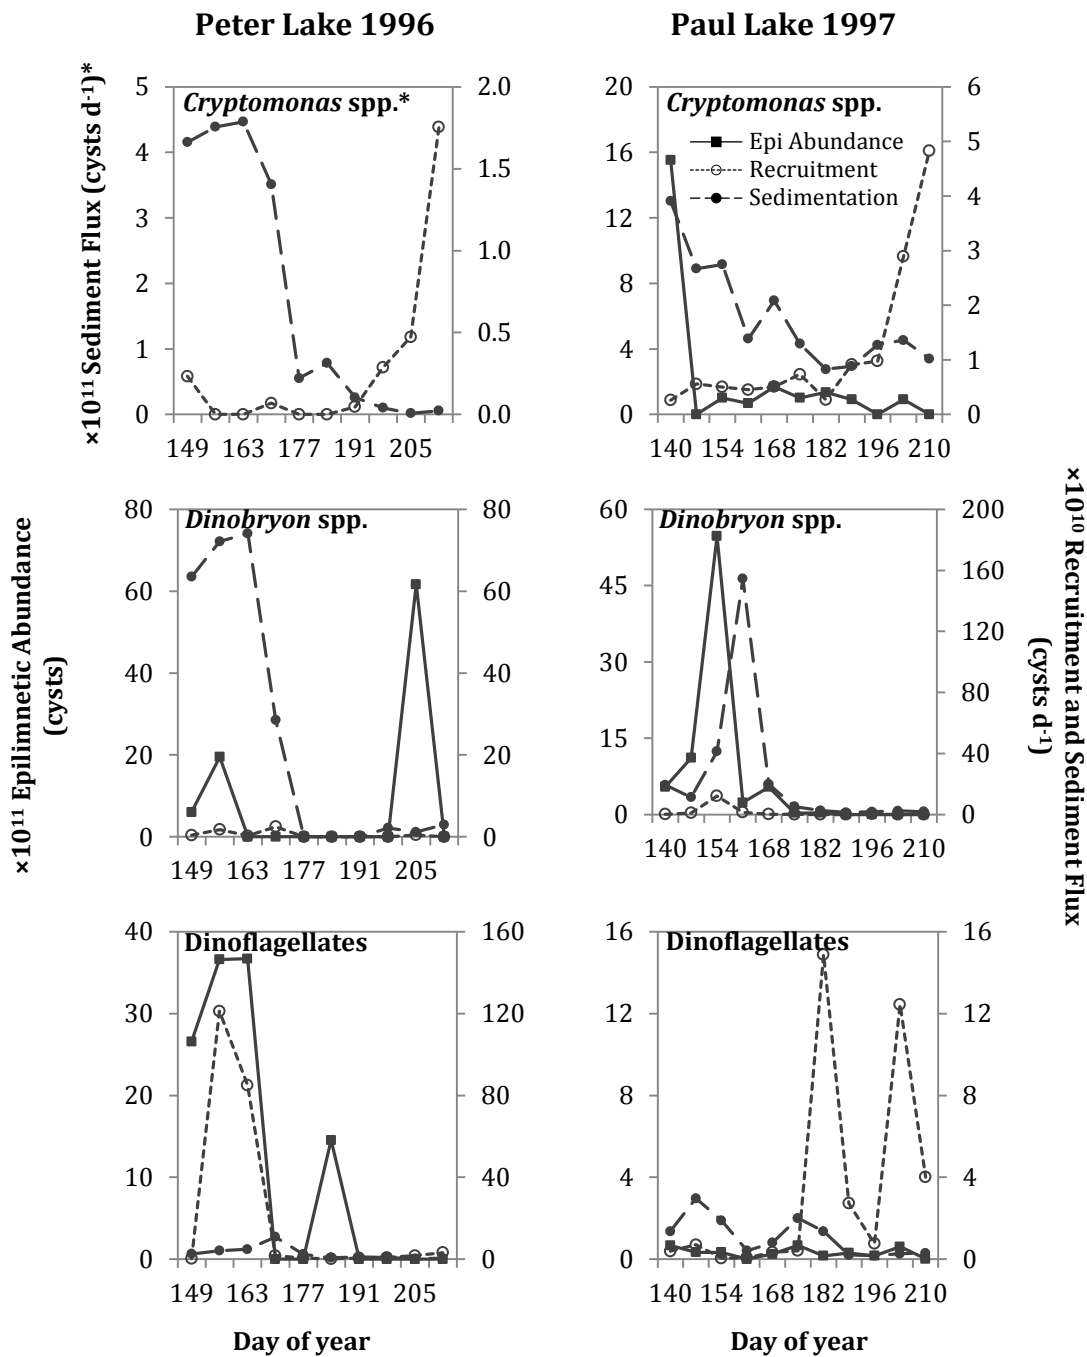 Peter Lake 1996
Paul Lake 1997
×10¹¹ Sediment Flux (cysts d⁻¹)*
Cryptomonas spp.*
5
4
3
2
1
0
2.0
1.5
1.0
0.5
0.0
149 163 177 191 205
Cryptomonas spp.
Epi Abundance
Recruitment
Sedimentation
20
16
12
8
4
0
6
5
4
3
2
1
0
140 154 168 182 196 210
×10¹¹ Epilimnetic Abundance
(cysts)
Dinobryon spp.
80
60
40
20
0
80
60
40
20
0
149 163 177 191 205
Dinobryon spp.
60
45
30
15
0
200
160
120
80
40
0
140 154 168 182 196 210
×10¹⁰ Recruitment and Sediment Flux
(cysts d⁻¹)
Dinoflagellates
40
30
20
10
0
160
120
80
40
0
149 163 177 191 205
Day of year
Dinoflagellates
16
12
8
4
0
16
12
8
4
0
140 154 168 182 196 210
Day of year